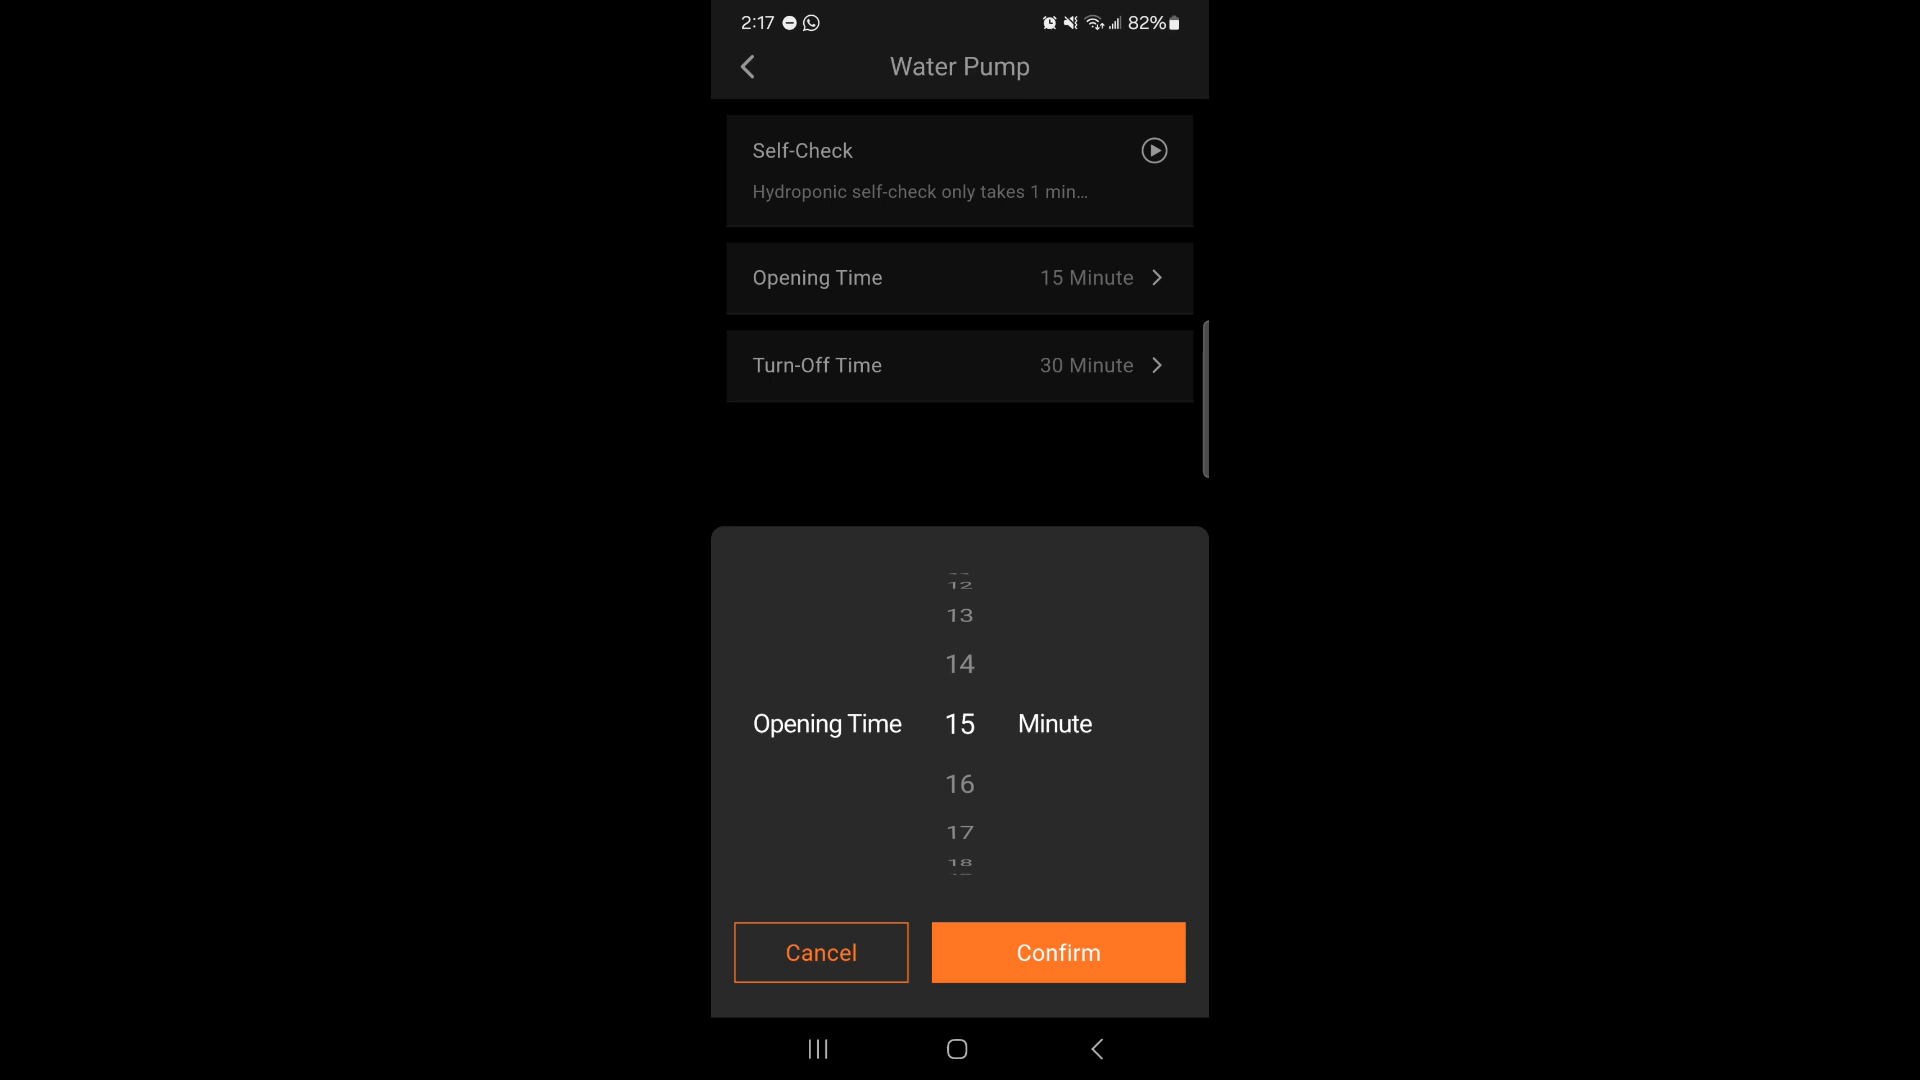 2:17 82%
Water Pump
Self-Check
Hydroponic self-check only takes 1 min...
Opening Time 15 Minute
Turn-Off Time 30 Minute
12
13
14
Opening Time 15 Minute
16
17
18
Cancel Confirm